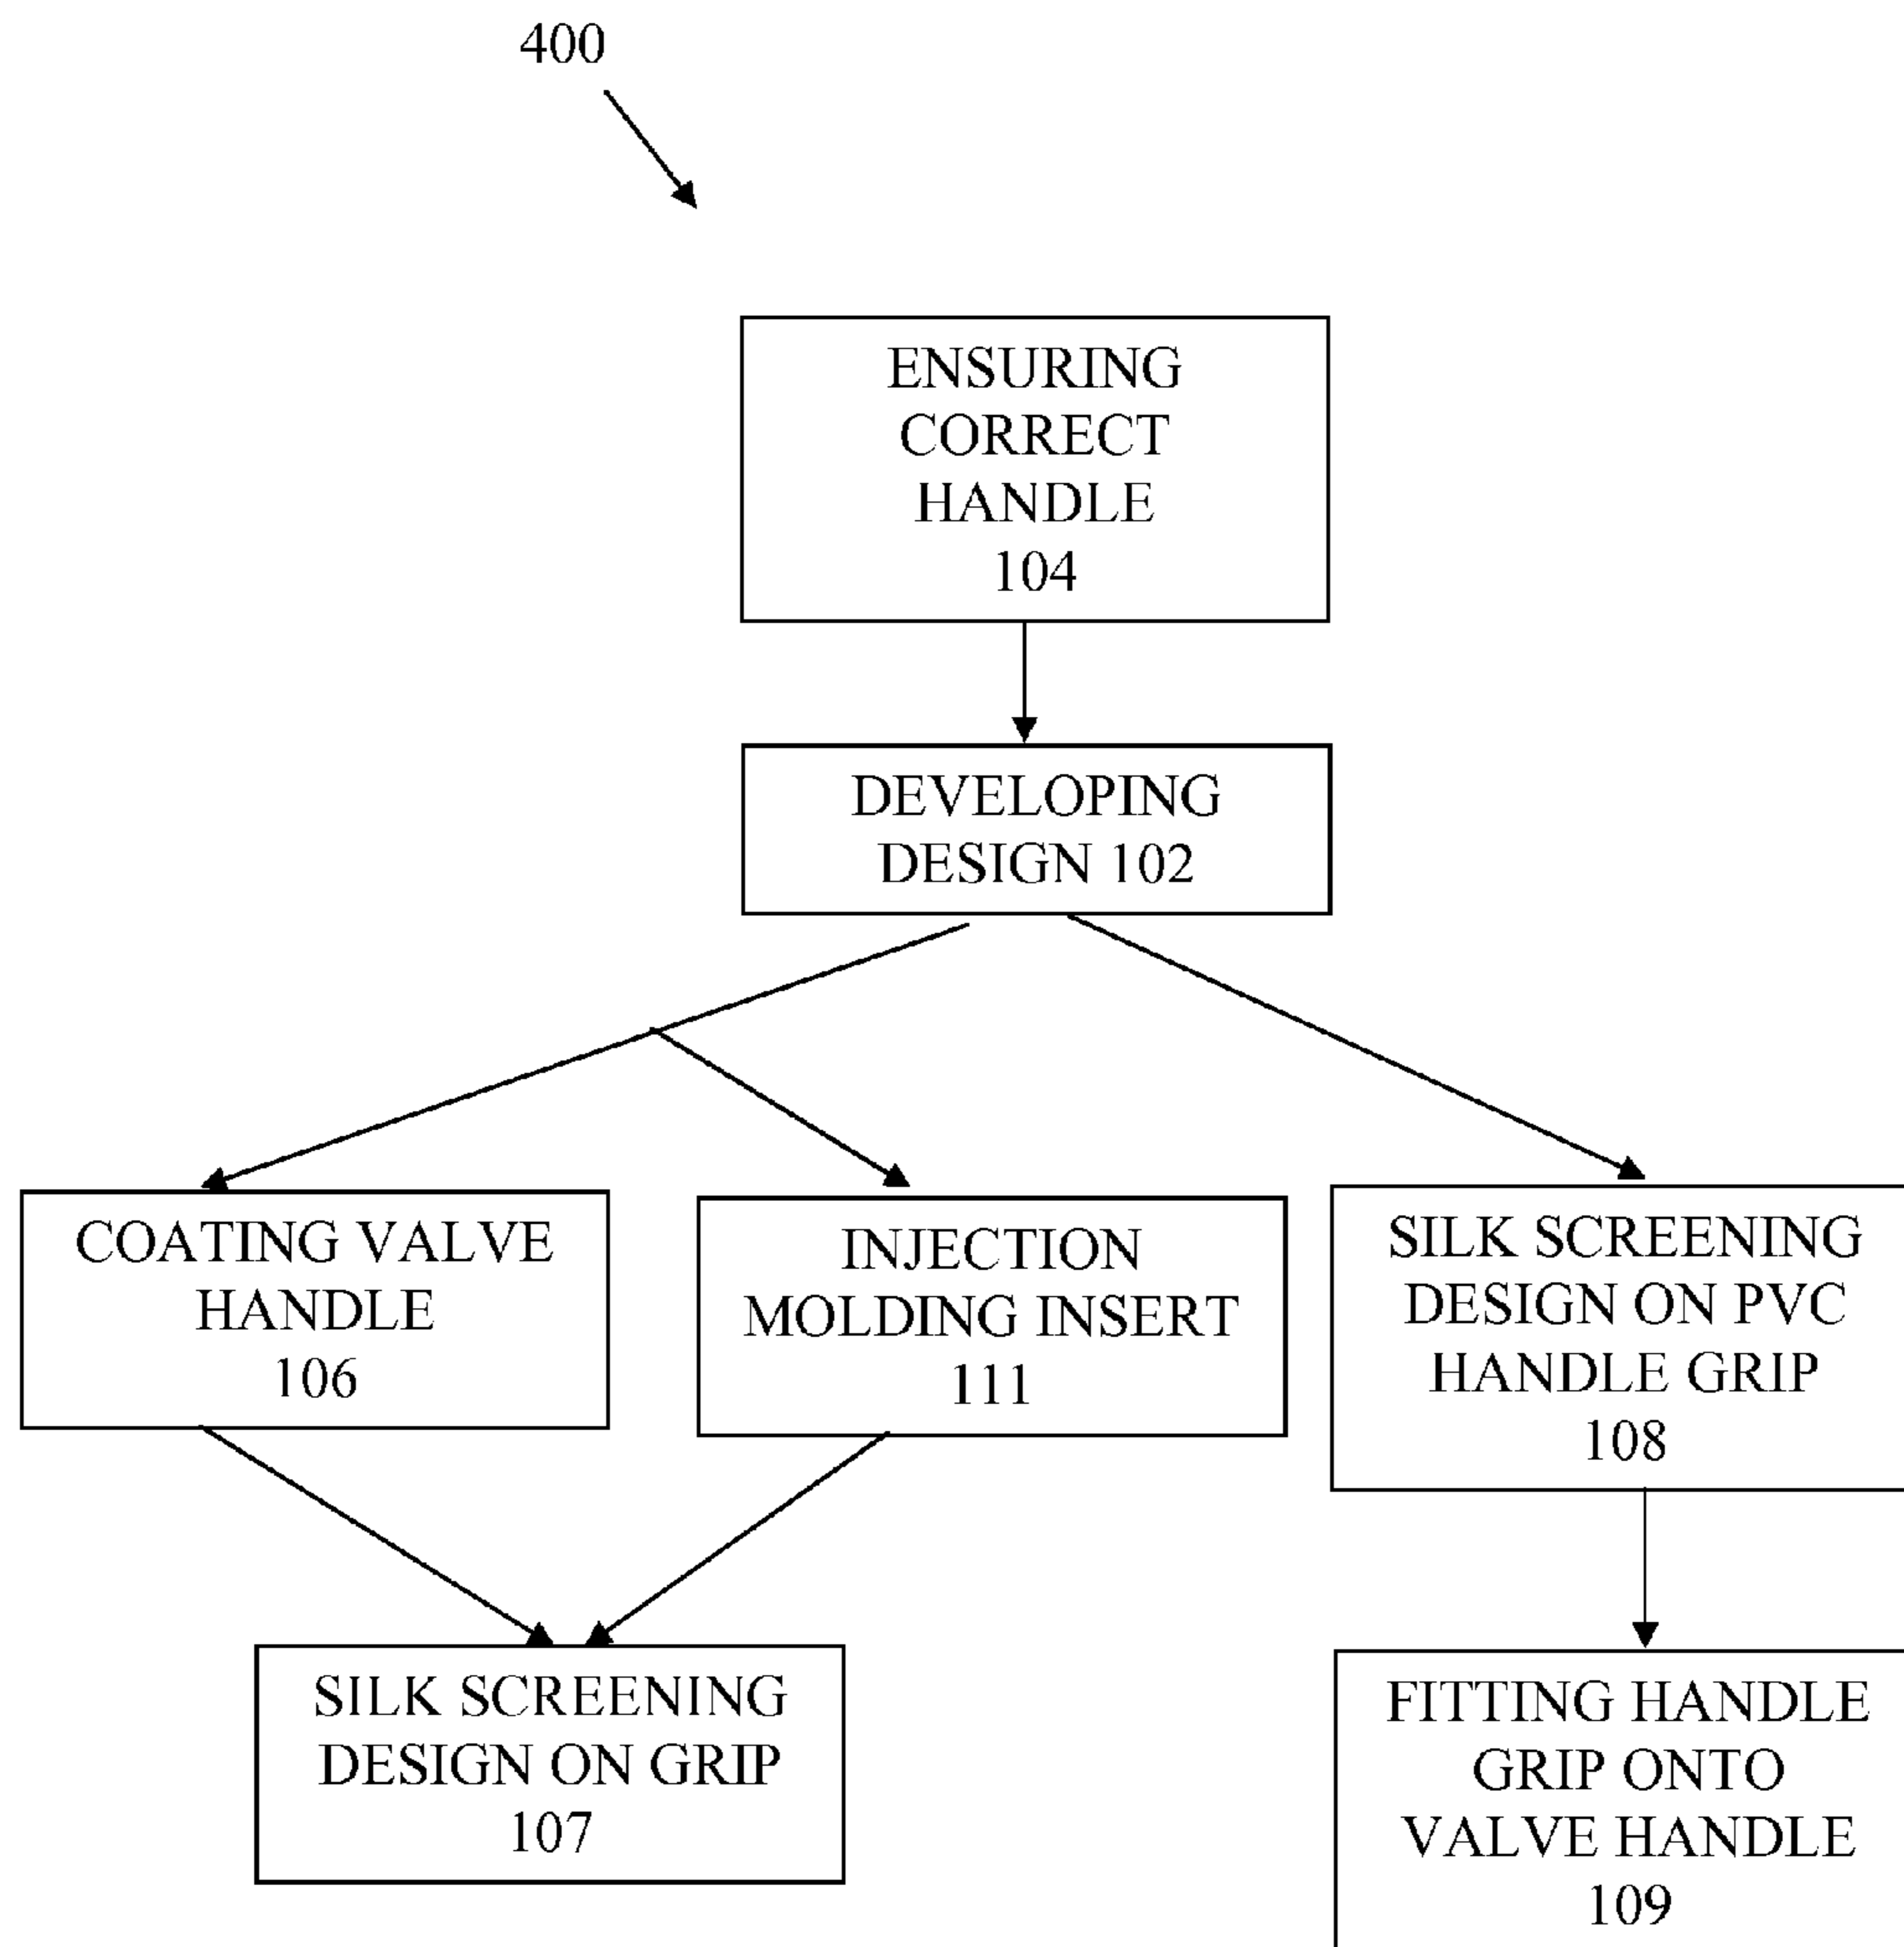 400
ENSURING
CORRECT
HANDLE
104
DEVELOPING
DESIGN 102
COATING VALVE
HANDLE
106
INJECTION
MOLDING INSERT
111
SILK SCREENING
DESIGN ON PVC
HANDLE GRIP
108
SILK SCREENING
DESIGN ON GRIP
107
FITTING HANDLE
GRIP ONTO
VALVE HANDLE
109